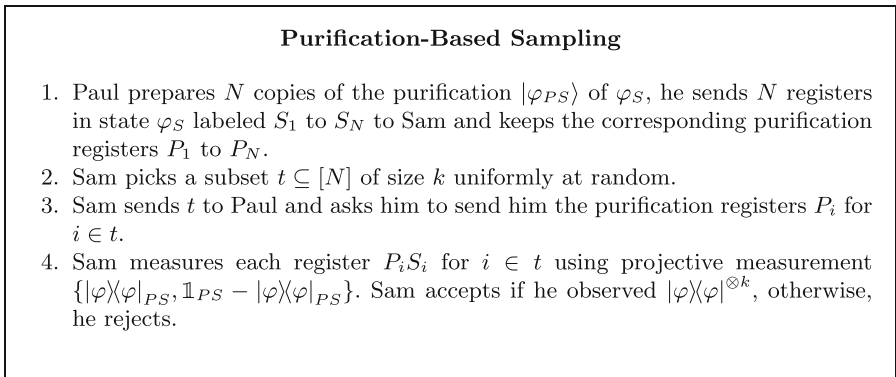 Purification-Based Sampling
1. Paul prepares N copies of the purification |φ_PS⟩ of φ_S, he sends N registers
in state φ_S labeled S_1 to S_N to Sam and keeps the corresponding purification
registers P_1 to P_N.
2. Sam picks a subset t ⊆ [N] of size k uniformly at random.
3. Sam sends t to Paul and asks him to send him the purification registers P_i for
i ∈ t.
4. Sam measures each register P_iS_i for i ∈ t using projective measurement
{|φ⟩⟨φ|_PS, 𝟙_PS − |φ⟩⟨φ|_PS}. Sam accepts if he observed |φ⟩⟨φ|^⊗k, otherwise,
he rejects.